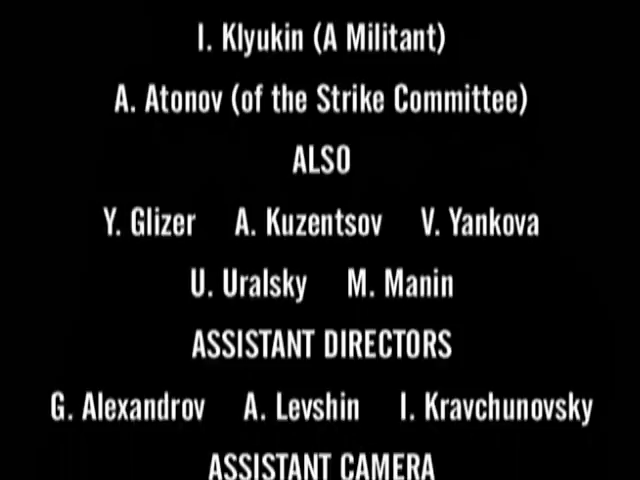 I. Klyukin (A Militant)
A. Atonov (of the Strike Committee)
ALSO
Y. Glizer A. Kuzentsov V. Yankova
U. Uralsky M. Manin
ASSISTANT DIRECTORS
G. Alexandrov A. Levshin I. Kravchunovsky
ASSISTANT CAMERA